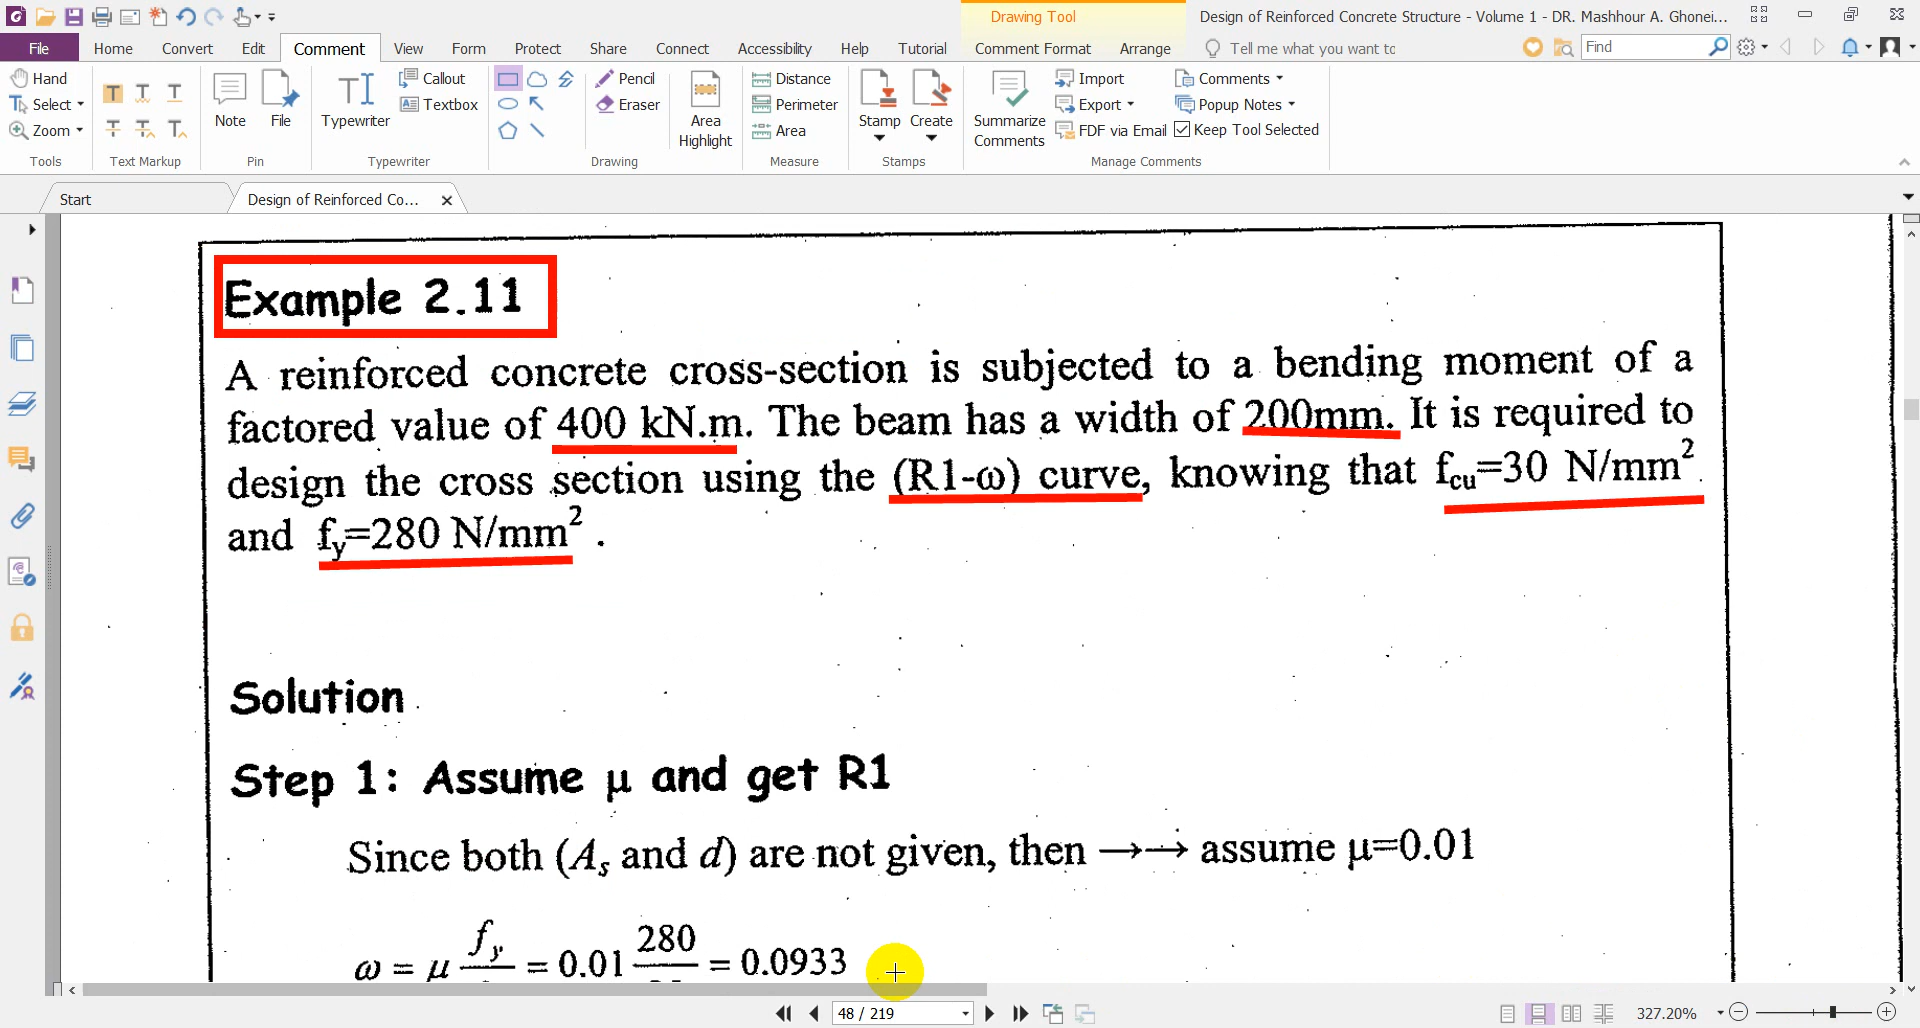 Drawing Tool
Design of Reinforced Concrete Structure - Volume 1 - DR. Mashhour A. Ghonei...
File Home Convert Edit Comment View Form Protect Share Connect Accessibility Help Tutorial Comment Format Arrange Tell me what you want to Find
Hand
Select
Zoom
Tools
Text Markup
Note
File
Pin
Typewriter
Callout
Textbox
Typewriter
Pencil
Eraser
Area Highlight
Drawing
Distance
Perimeter
Area
Measure
Stamp
Create
Stamps
Summarize Comments
Import
Export
FDF via Email
Comments
Popup Notes
Keep Tool Selected
Manage Comments
Start
Design of Reinforced Co...
Example 2.11
A reinforced concrete cross-section is subjected to a bending moment of a
factored value of 400 kN.m. The beam has a width of 200mm. It is required to
design the cross section using the (R1-ω) curve, knowing that fcu=30 N/mm²
and fy=280 N/mm² .
Solution
Step 1: Assume μ and get R1
Since both (As and d) are not given, then →→ assume μ=0.01
ω = μ fy = 0.01 280 = 0.0933
48 / 219
327.20%